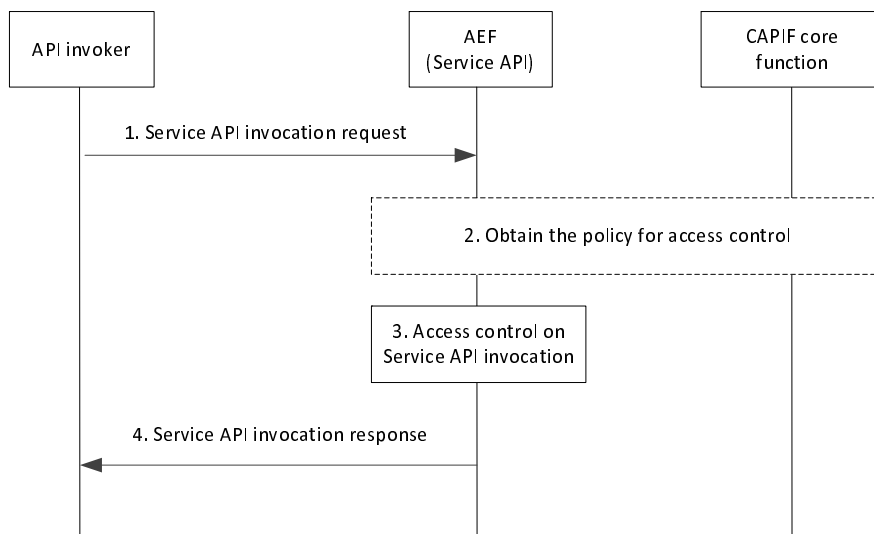 API invoker
AEF
(Service API)
CAPIF core
function
1. Service API invocation request
2. Obtain the policy for access control
3. Access control on
Service API invocation
4. Service API invocation response